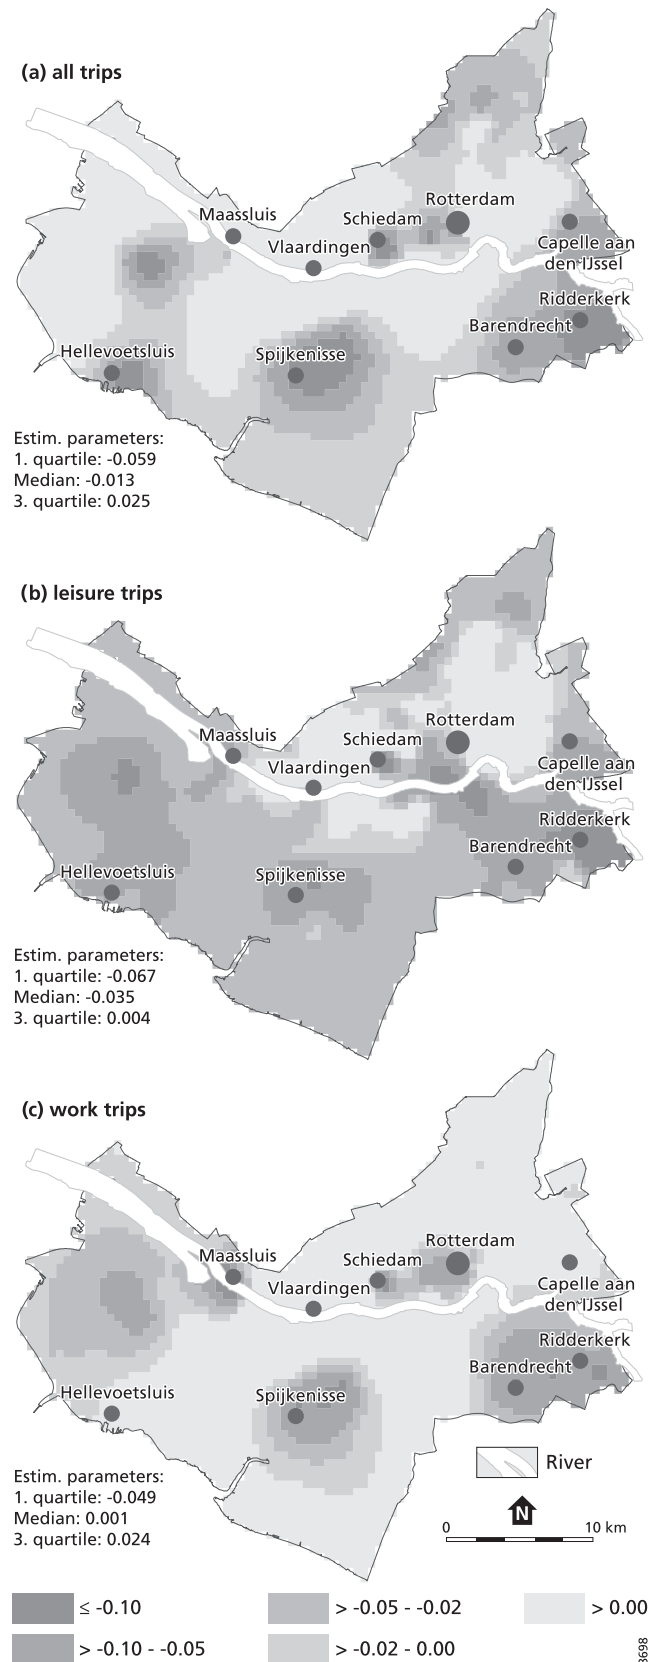 (a) all trips
Maassluis
Vlaardingen
Schiedam
Rotterdam
Capelle aan
den IJssel
Ridderkerk
Barendrecht
Hellevoetsluis
Spijkenisse
Estim. parameters:
1. quartile: -0.059
Median: -0.013
3. quartile: 0.025
(b) leisure trips
Maassluis
Vlaardingen
Schiedam
Rotterdam
Capelle aan
den IJssel
Ridderkerk
Barendrecht
Hellevoetsluis
Spijkenisse
Estim. parameters:
1. quartile: -0.067
Median: -0.035
3. quartile: 0.004
(c) work trips
Maassluis
Vlaardingen
Schiedam
Rotterdam
Capelle aan
den IJssel
Ridderkerk
Barendrecht
Hellevoetsluis
Spijkenisse
Estim. parameters:
1. quartile: -0.049
Median: 0.001
3. quartile: 0.024
River
N
0 10 km
≤ -0.10
> -0.10 - -0.05
> -0.05 - -0.02
> -0.02 - 0.00
> 0.00